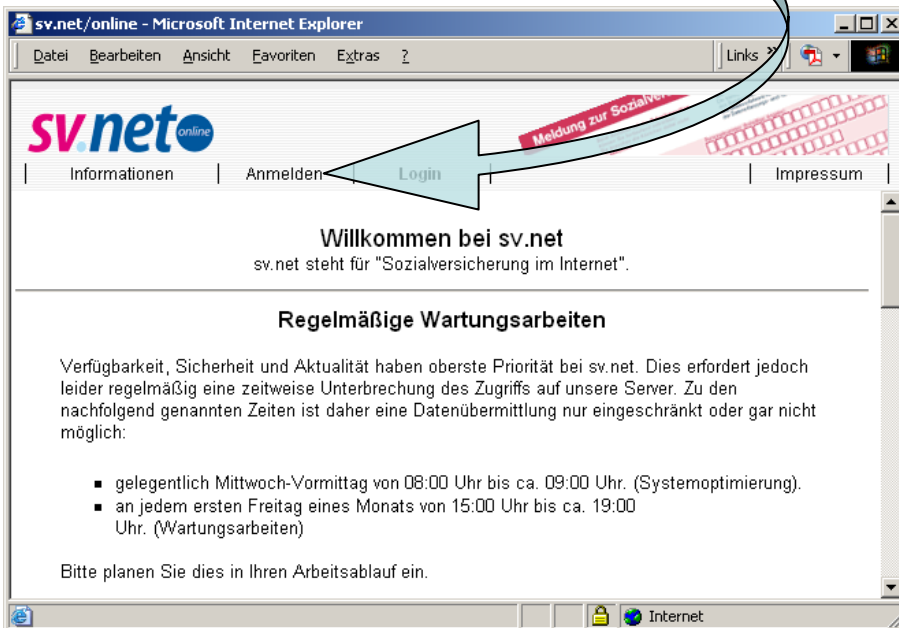 sv.net/online - Microsoft Internet Explorer
Datei Bearbeiten Ansicht Favoriten Extras ?
Links »
sv.net online
Meldung zur
Informationen | Anmelden | Login | | Impressum |
Willkommen bei sv.net
sv.net steht für "Sozialversicherung im Internet".
Regelmäßige Wartungsarbeiten
Verfügbarkeit, Sicherheit und Aktualität haben oberste Priorität bei sv.net. Dies erfordert jedoch
leider regelmäßig eine zeitweise Unterbrechung des Zugriffs auf unsere Server. Zu den
nachfolgend genannten Zeiten ist daher eine Datenübermittlung nur eingeschränkt oder gar nicht
möglich:
▪ gelegentlich Mittwoch-Vormittag von 08:00 Uhr bis ca. 09:00 Uhr. (Systemoptimierung).
▪ an jedem ersten Freitag eines Monats von 15:00 Uhr bis ca. 19:00
Uhr. (Wartungsarbeiten)
Bitte planen Sie dies in Ihren Arbeitsablauf ein.
Internet